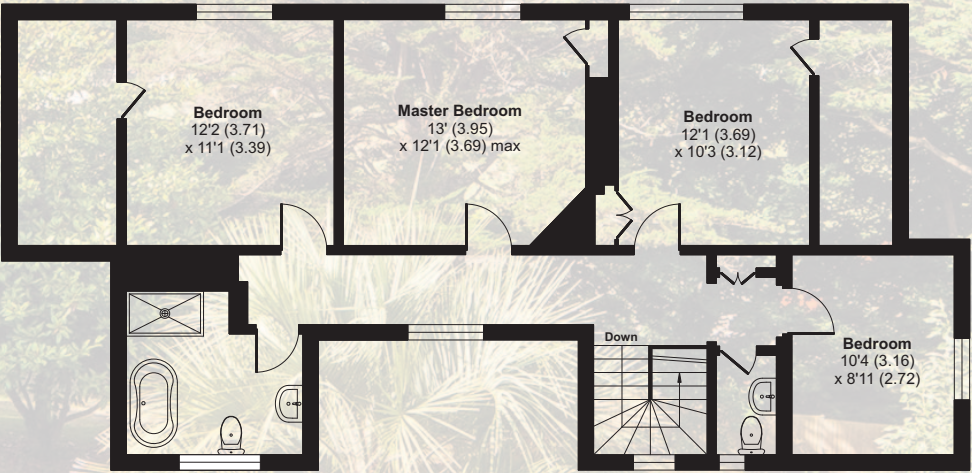 Bedroom
12'2 (3.71)
x 11'1 (3.39)
Master Bedroom
13' (3.95)
x 12'1 (3.69) max
Bedroom
12'1 (3.69)
x 10'3 (3.12)
Down
Bedroom
10'4 (3.16)
x 8'11 (2.72)